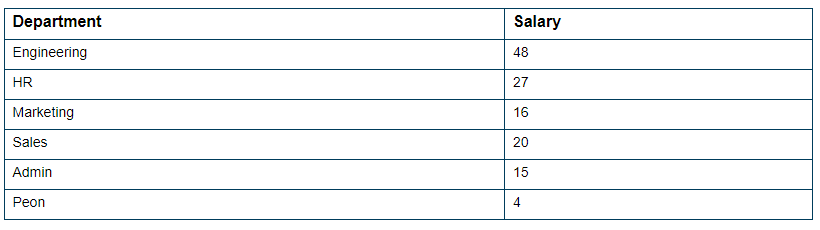 Department Salary
Engineering 48
HR 27
Marketing 16
Sales 20
Admin 15
Peon 4